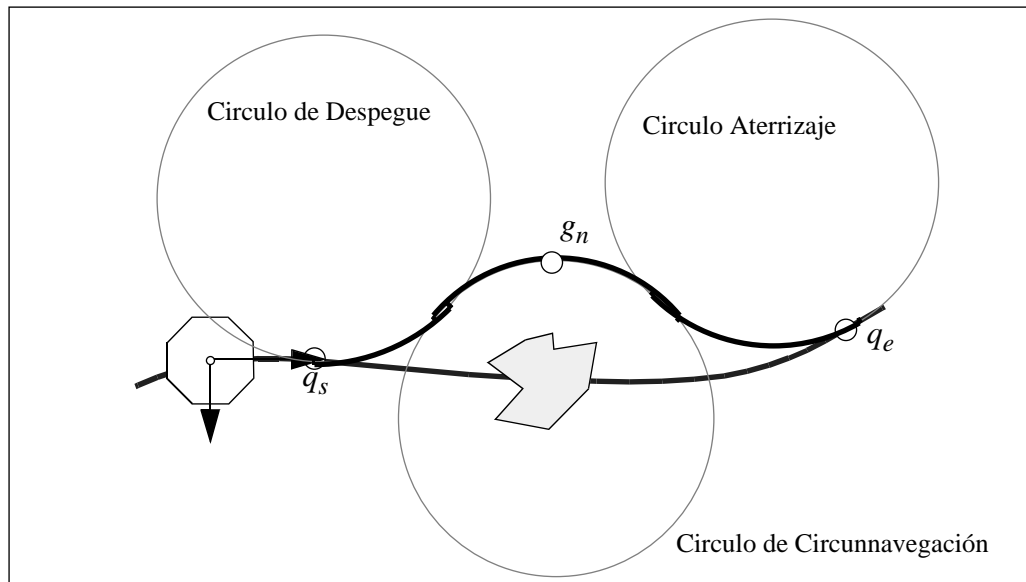 Circulo de Despegue
Circulo Aterrizaje
g_n
q_s
q_e
Circulo de Circunnavegación